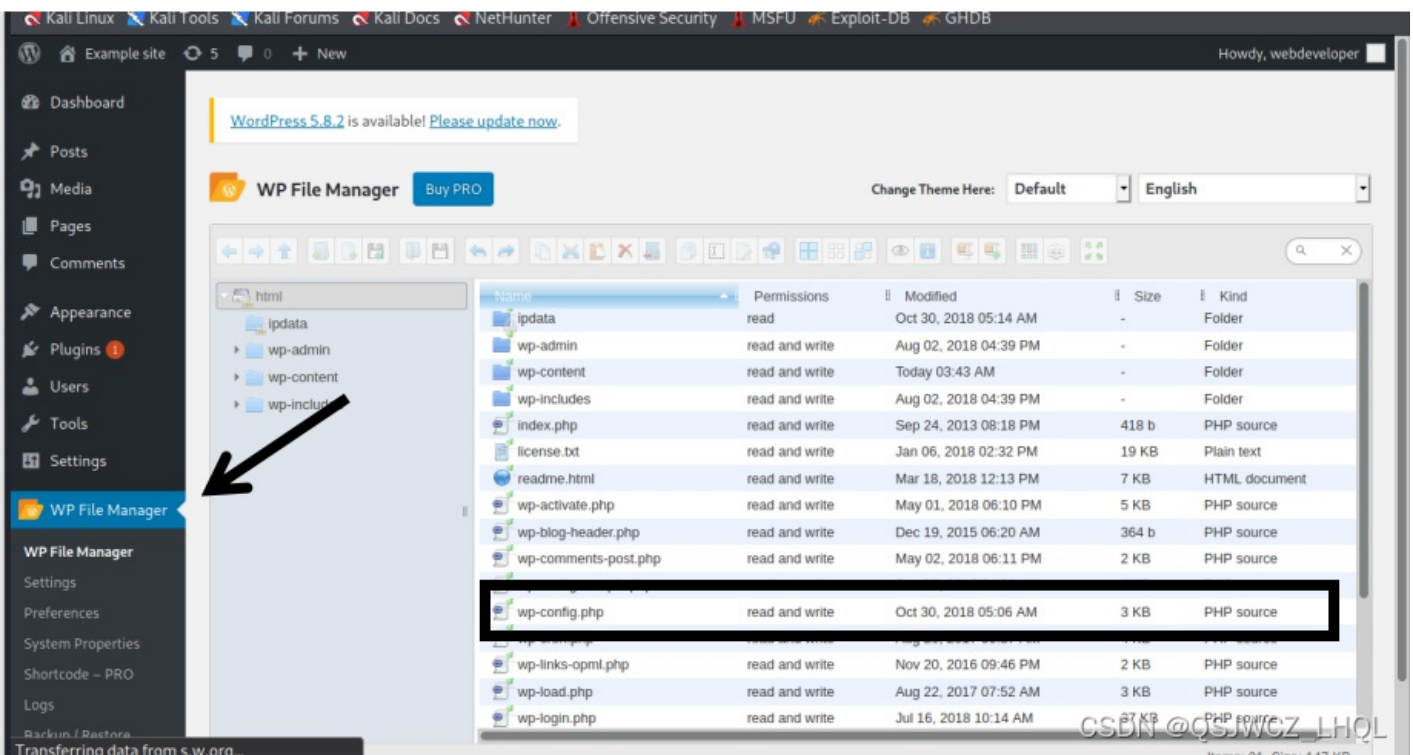 Kali Linux Kali Tools Kali Forums Kali Docs NetHunter Offensive Security MSFU Exploit-DB GHDB
Example site 5 0 New Howdy, webdeveloper
Dashboard
WordPress 5.8.2 is available! Please update now.
Posts
Media
WP File Manager Buy PRO Change Theme Here: Default English
Pages
Comments
Appearance
Plugins 1
Users
Tools
Settings
WP File Manager
WP File Manager
Settings
Preferences
System Properties
Shortcode – PRO
Logs
Backup / Restore
Transferring data from s.w.org...
html
ipdata
wp-admin
wp-content
Name Permissions Modified Size Kind
ipdata read Oct 30, 2018 05:14 AM - Folder
wp-admin read and write Aug 02, 2018 04:39 PM - Folder
wp-content read and write Today 03:43 AM - Folder
wp-includes read and write Aug 02, 2018 04:39 PM - Folder
index.php read and write Sep 24, 2013 08:18 PM 418 b PHP source
license.txt read and write Jan 06, 2018 02:32 PM 19 KB Plain text
readme.html read and write Mar 18, 2018 12:13 PM 7 KB HTML document
wp-activate.php read and write May 01, 2018 06:10 PM 5 KB PHP source
wp-blog-header.php read and write Dec 19, 2015 06:20 AM 364 b PHP source
wp-comments-post.php read and write May 02, 2018 06:11 PM 2 KB PHP source
wp-config.php read and write Oct 30, 2018 05:06 AM 3 KB PHP source
wp-links-opml.php read and write Nov 20, 2016 09:46 PM 2 KB PHP source
wp-load.php read and write Aug 22, 2017 07:52 AM 3 KB PHP source
wp-login.php read and write Jul 16, 2018 10:14 AM 37 KB PHP source
CSDN @QSJWCZ_LHQL